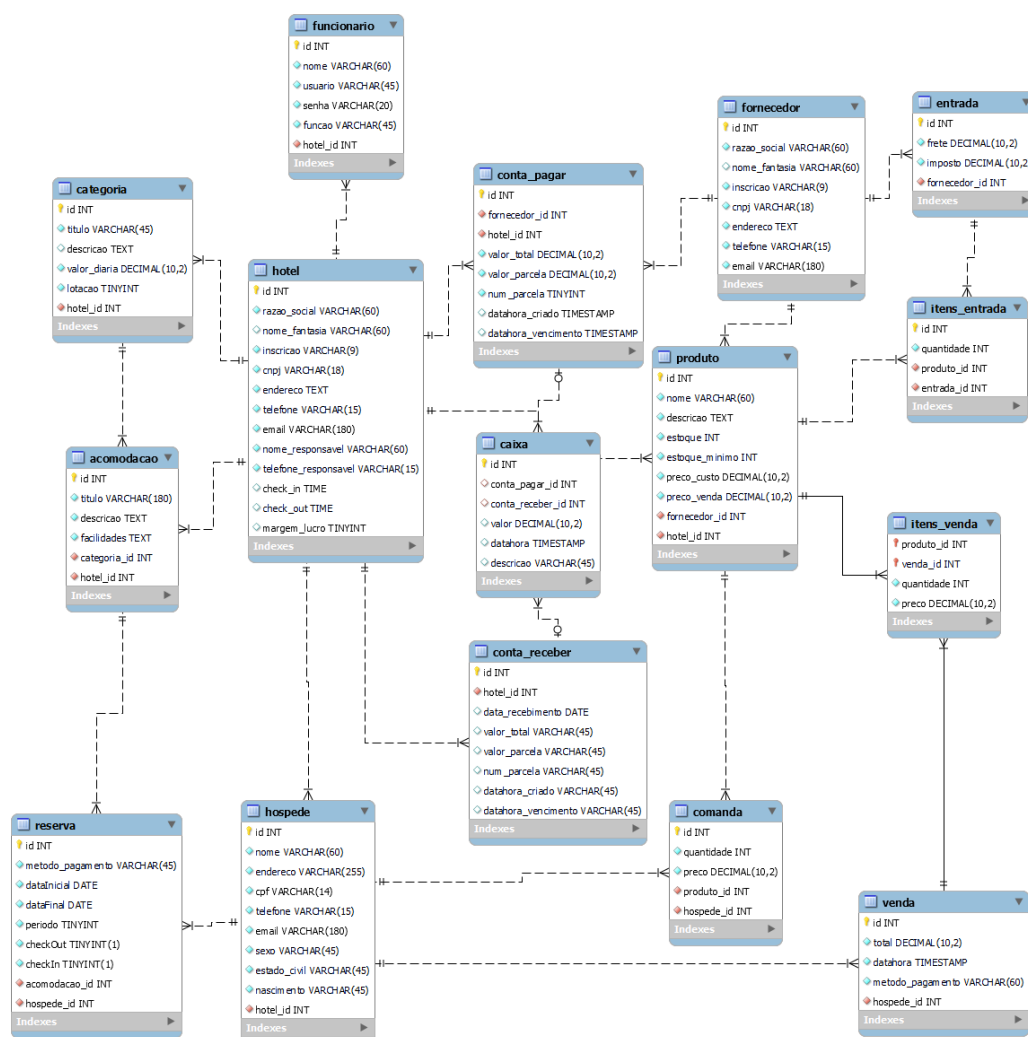 funcionario
id INT
nome VARCHAR(60)
usuario VARCHAR(45)
senha VARCHAR(20)
funcao VARCHAR(45)
hotel_id INT
Indexes
categoria
id INT
titulo VARCHAR(45)
descricao TEXT
valor_diaria DECIMAL(10,2)
lotacao TINYINT
hotel_id INT
Indexes
conta_pagar
id INT
fornecedor_id INT
hotel_id INT
valor_total DECIMAL(10,2)
valor_parcela DECIMAL(10,2)
num_parcela TINYINT
datahora_criado TIMESTAMP
datahora_vencimento TIMESTAMP
Indexes
fornecedor
id INT
razao_social VARCHAR(60)
nome_fantasia VARCHAR(60)
inscricao VARCHAR(9)
cnpj VARCHAR(18)
endereco TEXT
telefone VARCHAR(15)
email VARCHAR(180)
Indexes
entrada
id INT
frete DECIMAL(10,2)
imposto DECIMAL(10,2
fornecedor_id INT
Indexes
hotel
id INT
razao_social VARCHAR(60)
nome_fantasia VARCHAR(60)
inscricao VARCHAR(9)
cnpj VARCHAR(18)
endereco TEXT
telefone VARCHAR(15)
email VARCHAR(180)
nome_responsavel VARCHAR(60)
telefone_responsavel VARCHAR(15)
check_in TIME
check_out TIME
margem_lucro TINYINT
Indexes
itens_entrada
id INT
quantidade INT
produto_id INT
entrada_id INT
Indexes
produto
id INT
nome VARCHAR(60)
descricao TEXT
estoque INT
estoque_minimo INT
preco_custo DECIMAL(10,2)
preco_venda DECIMAL(10,2)
fornecedor_id INT
hotel_id INT
Indexes
acomodacao
id INT
titulo VARCHAR(180)
descricao TEXT
facilidades TEXT
categoria_id INT
hotel_id INT
Indexes
caixa
id INT
conta_pagar_id INT
conta_receber_id INT
valor DECIMAL(10,2)
datahora TIMESTAMP
descricao VARCHAR(45)
Indexes
itens_venda
produto_id INT
venda_id INT
quantidade INT
preco DECIMAL(10,2)
Indexes
conta_receber
id INT
hotel_id INT
data_recebimento DATE
valor_total VARCHAR(45)
valor_parcela VARCHAR(45)
num_parcela VARCHAR(45)
datahora_criado VARCHAR(45)
datahora_vencimento VARCHAR(45)
Indexes
reserva
id INT
metodo_pagamento VARCHAR(45)
dataInicial DATE
dataFinal DATE
periodo TINYINT
checkOut TINYINT(1)
checkIn TINYINT(1)
acomodacao_id INT
hospede_id INT
Indexes
hospede
id INT
nome VARCHAR(60)
endereco VARCHAR(255)
cpf VARCHAR(14)
telefone VARCHAR(15)
email VARCHAR(180)
sexo VARCHAR(45)
estado_civil VARCHAR(45)
nascimento VARCHAR(45)
hotel_id INT
Indexes
comanda
id INT
quantidade INT
preco DECIMAL(10,2)
produto_id INT
hospede_id INT
Indexes
venda
id INT
total DECIMAL(10,2)
datahora TIMESTAMP
metodo_pagamento VARCHAR(60)
hospede_id INT
Indexes